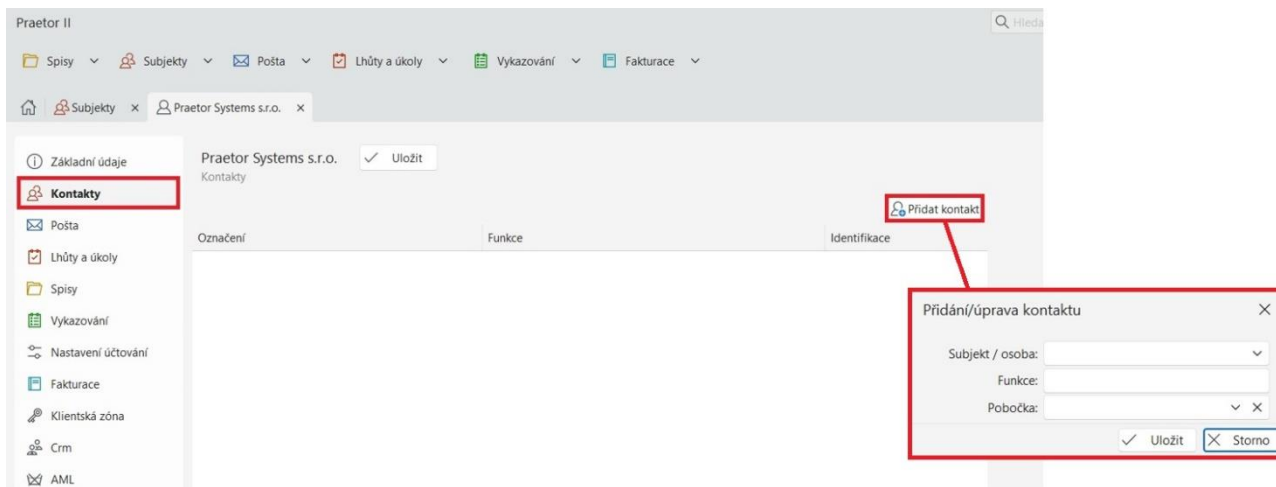 Praetor II
Hleda
Spisy Subjekty Pošta Lhůty a úkoly Vykazování Fakturace
Subjekty Praetor Systems s.r.o.
Základní údaje
Kontakty
Pošta
Lhůty a úkoly
Spisy
Vykazování
Nastavení účtování
Fakturace
Klientská zóna
Crm
AML
Praetor Systems s.r.o. Uložit
Kontakty
Přidat kontakt
Označení Funkce Identifikace
Přidání/úprava kontaktu
Subjekt / osoba:
Funkce:
Pobočka:
Uložit Storno